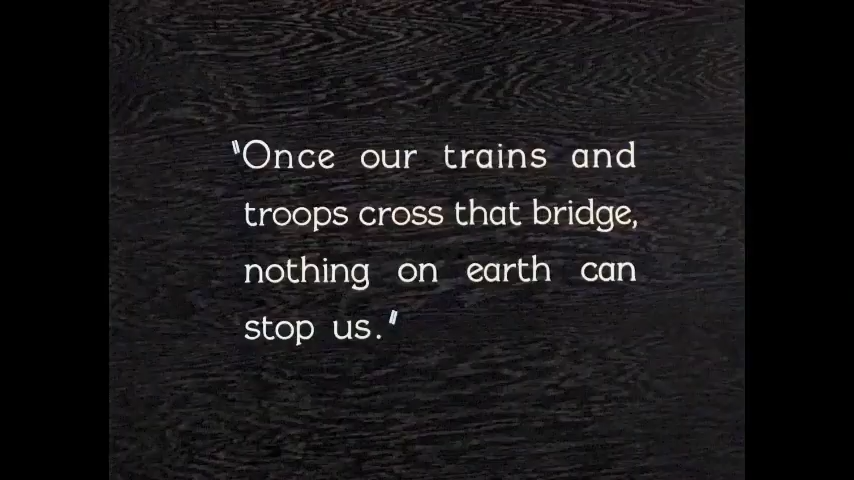 "Once our trains and
troops cross that bridge,
nothing on earth can
stop us."